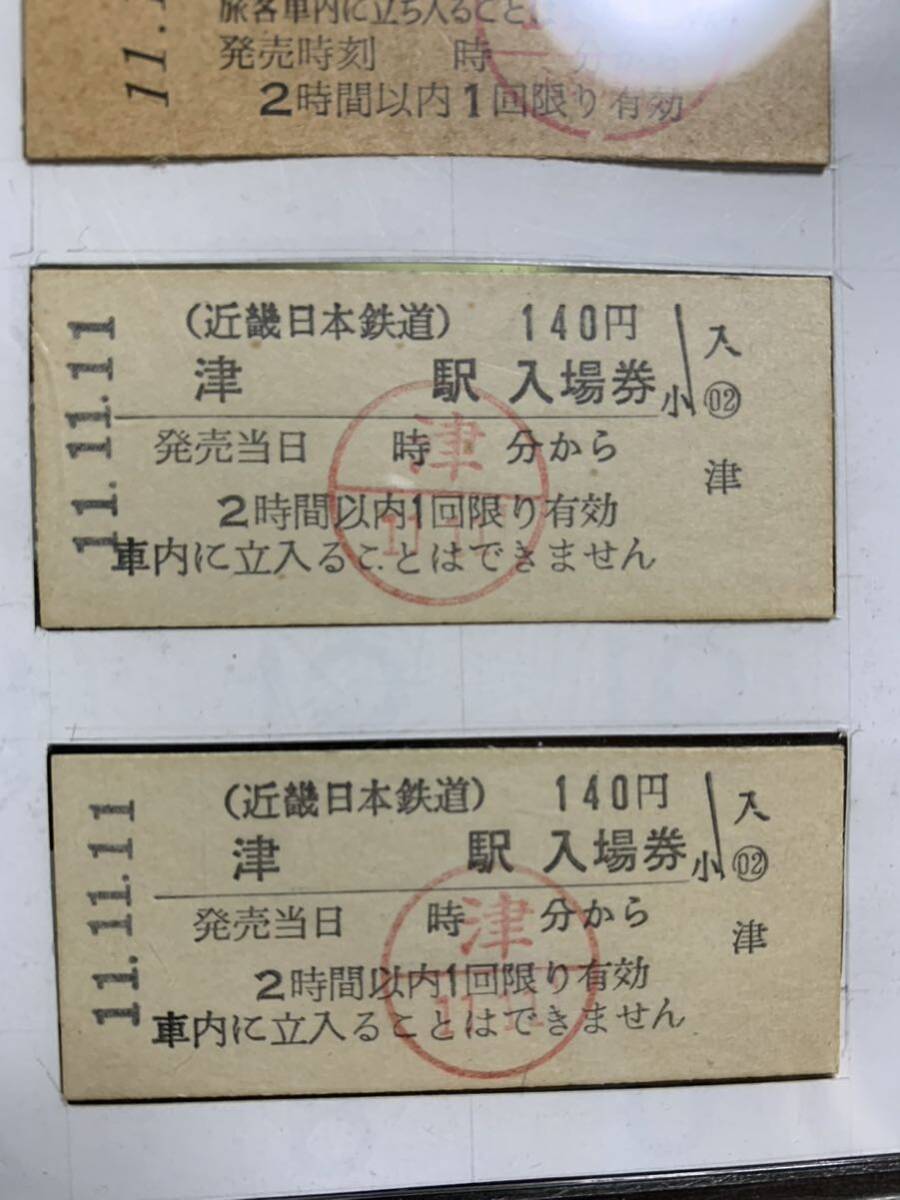 旅客車内に立ち入ることは
発売時刻 時 分
2時間以内1回限り有効
11.1
(近畿日本鉄道) 140円
津 駅 入場券 小
発売当日 時 分から
2時間以内1回限り有効
車内に立入ることはできません
11.11.11
入
02
津
津
(近畿日本鉄道) 140円
津 駅 入場券 小
発売当日 時 分から
2時間以内1回限り有効
車内に立入ることはできません
11.11.11
入
02
津
津